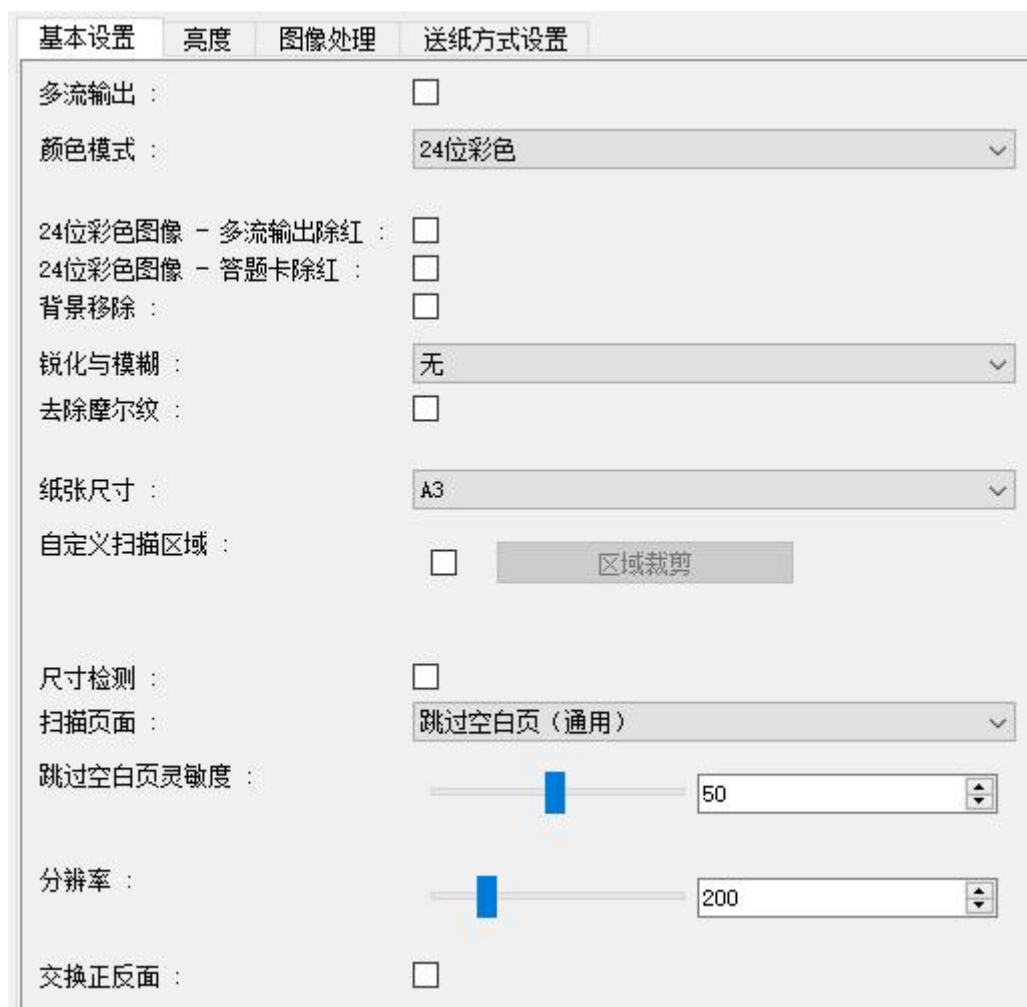 基本设置 亮度 图像处理 送纸方式设置
多流输出 :
颜色模式 : 24位彩色
24位彩色图像 - 多流输出除红 :
24位彩色图像 - 答题卡除红 :
背景移除 :
锐化与模糊 : 无
去除摩尔纹 :
纸张尺寸 : A3
自定义扫描区域 : 区域裁剪
尺寸检测 :
扫描页面 : 跳过空白页（通用）
跳过空白页灵敏度 : 50
分辨率 : 200
交换正反面 :